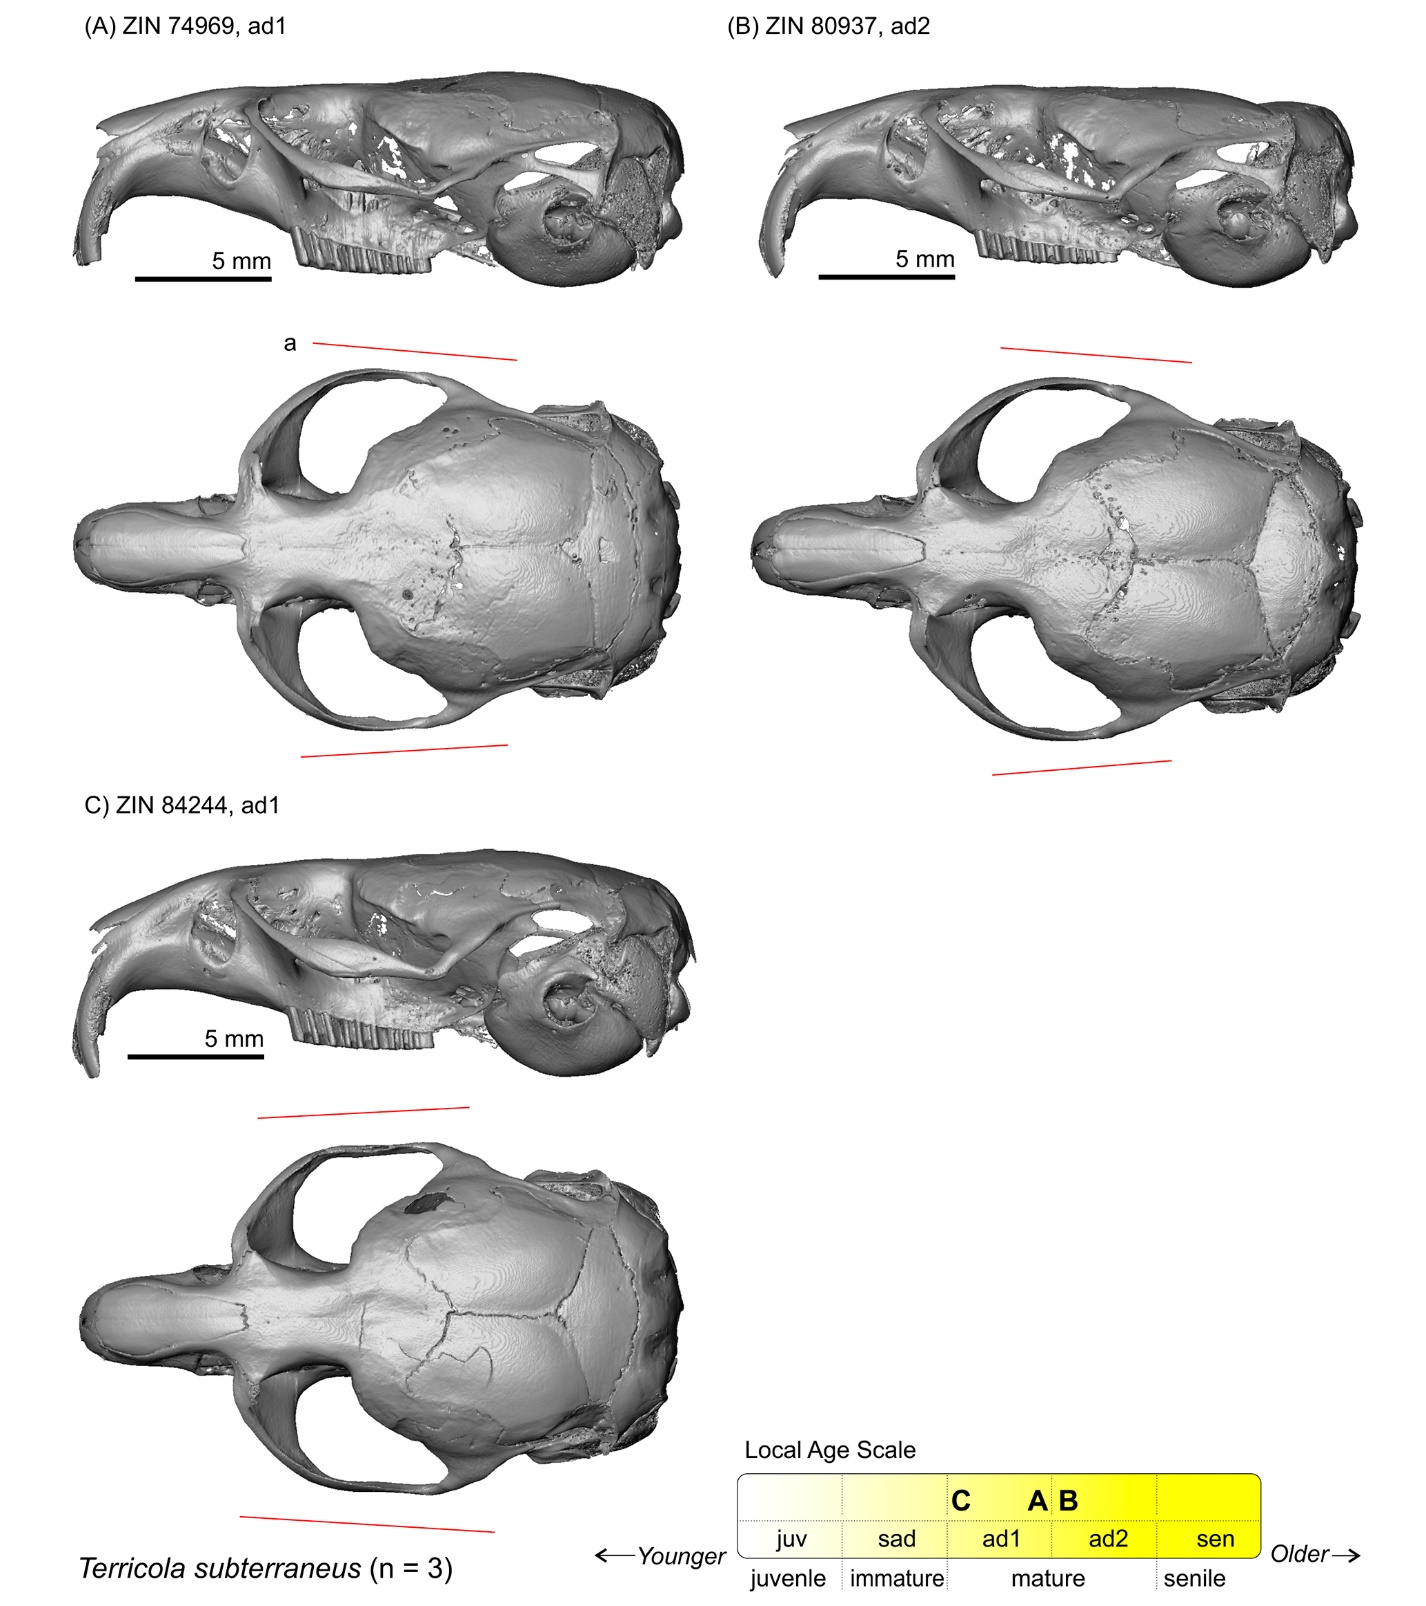 (A) ZIN 74969, ad1
(B) ZIN 80937, ad2
5 mm
5 mm
a
C) ZIN 84244, ad1
5 mm
Local Age Scale
C A B
juv sad ad1 ad2 sen
←Younger
Older→
juvenle immature mature senile
Terricola subterraneus (n = 3)